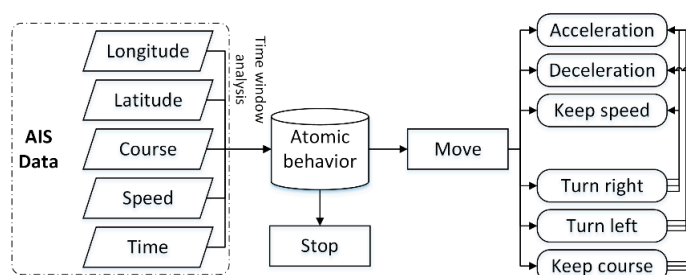 Longitude
Latitude
AIS
Data
Course
Speed
Time
Time window
analysis
Atomic
behavior
Stop
Move
Acceleration
Deceleration
Keep speed
Turn right
Turn left
Keep course